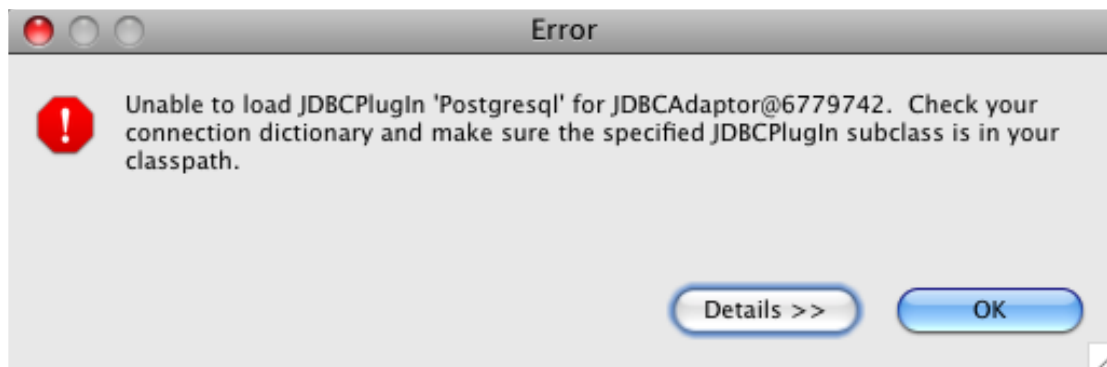 Error
Unable to load JDBCPlugIn 'Postgresql' for JDBCAdaptor@6779742.  Check your
connection dictionary and make sure the specified JDBCPlugIn subclass is in your
classpath.
Details >>
OK